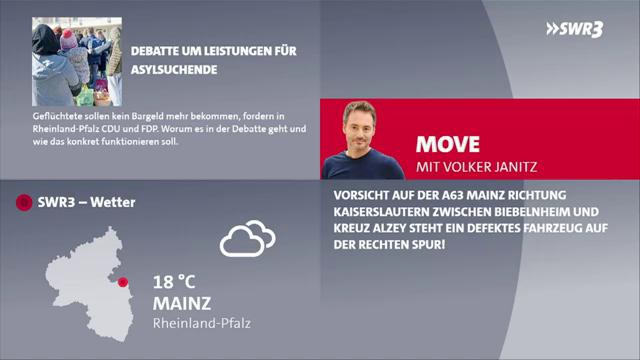 DEBATTE UM LEISTUNGEN FÜR
ASYLSUCHENDE
Geflüchtete sollen kein Bargeld mehr bekommen, fordern in
Rheinland-Pfalz CDU und FDP. Worum es in der Debatte geht und
wie das konkret funktionieren soll.
SWR3
MOVE
MIT VOLKER JANITZ
SWR3 – Wetter
18 °C
MAINZ
Rheinland-Pfalz
VORSICHT AUF DER A63 MAINZ RICHTUNG
KAISERSLAUTERN ZWISCHEN BIEBELNHEIM UND
KREUZ ALZEY STEHT EIN DEFEKTES FAHRZEUG AUF
DER RECHTEN SPUR!